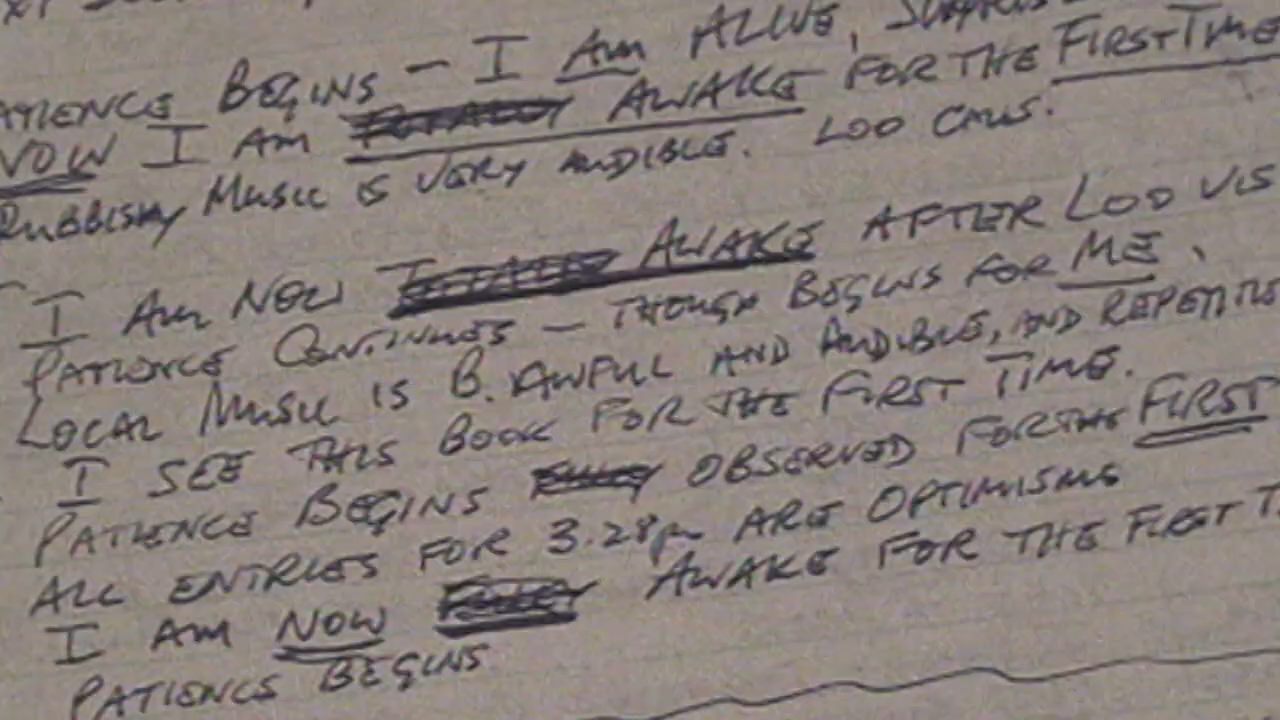 PATIENCE BEGINS – I AM ALIVE,
NOW I AM AWAKE FOR THE FIRST TIME
RUBBISHY MUSIC IS VERY AUDIBLE. LOO CALLS.
I AM NOW AWAKE AFTER LOO VIS
PATIENCE CONTINUES – THOUGH BEGINS FOR ME.
LOCAL MUSIC IS B. AWFUL AND AUDIBLE, AND REPETITIVE
I SEE THIS BOOK FOR THE FIRST TIME.
PATIENCE BEGINS OBSERVED FOR THE FIRST
ALL ENTRIES FOR 3.28pm ARE OPTIMISMS
I AM NOW AWAKE FOR THE FIRST T
PATIENCE BEGINS